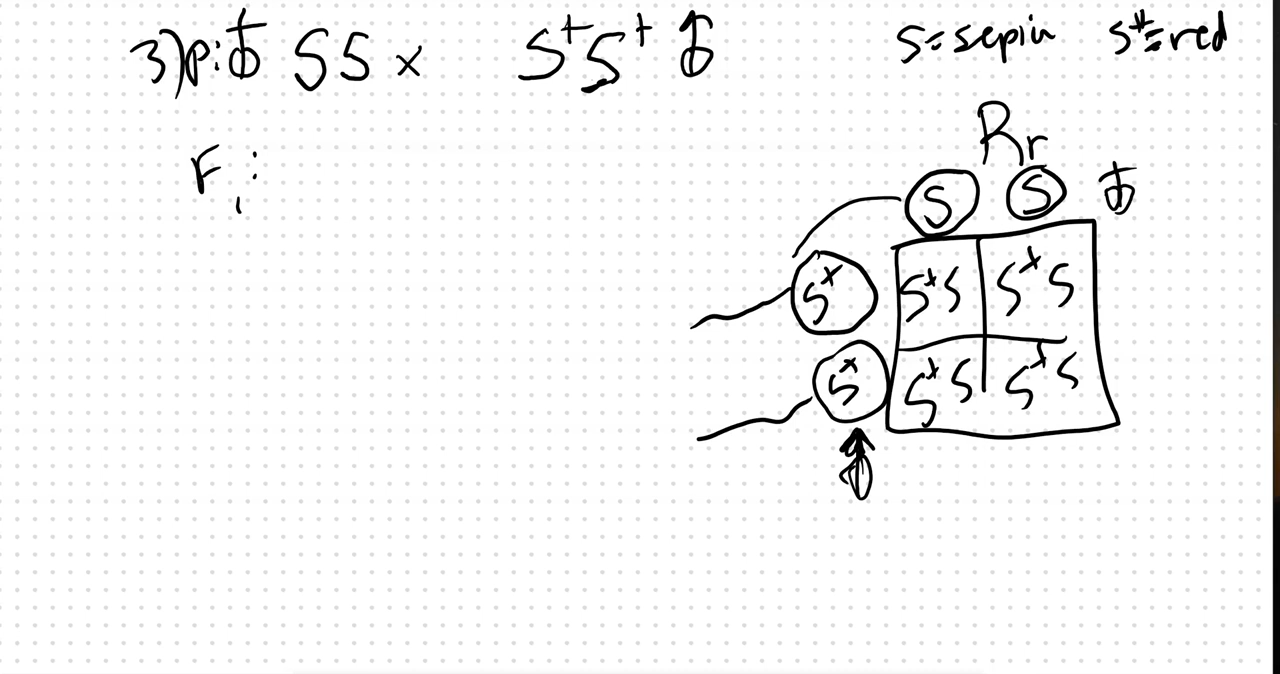 3) P: ♀ SS × S⁺S⁺ ♂
S = sepia S⁺ = red
F₁:
Rr
S S ♀
S⁺ S⁺S S⁺S
S⁺ S⁺S S⁺S